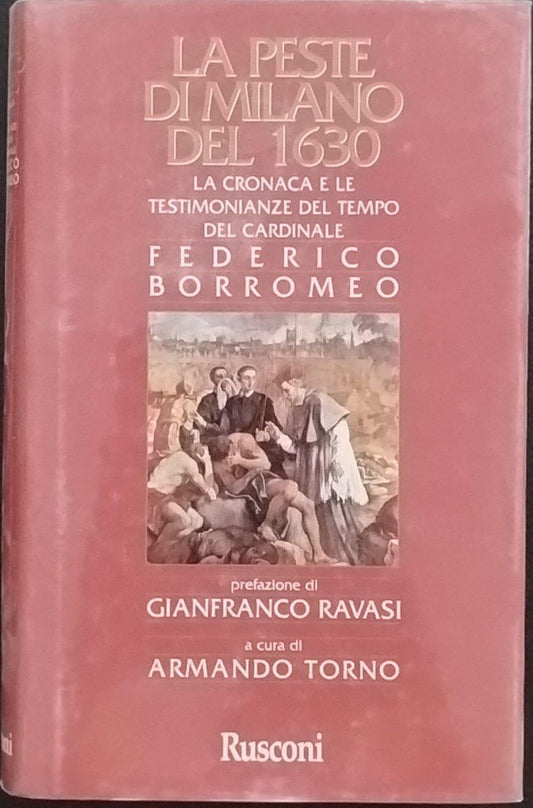 LA PESTE
DI MILANO
DEL 1630
LA CRONACA E LE
TESTIMONIANZE DEL TEMPO
DEL CARDINALE
FEDERICO
BORROMEO
prefazione di
GIANFRANCO RAVASI
a cura di
ARMANDO TORNO
Rusconi